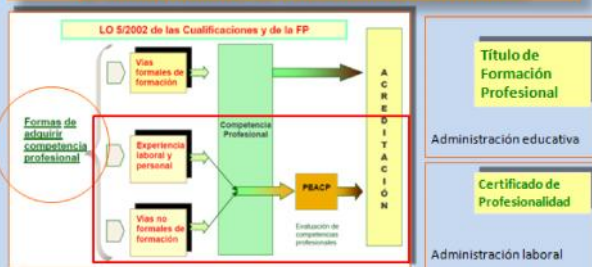 LO 5/2002 de las Cualificaciones y de la FP
Formas de
adquirir
competencia
profesional
Vías
formales de
formación
Experiencia
laboral y
personal
Vías no
formales de
formación
Competencia
Profesional
PEACP
Evaluación de
competencias
profesionales
A
C
R
E
D
I
T
A
C
I
Ó
N
Título de
Formación
Profesional
Administración educativa
Certificado de
Profesionalidad
Administración laboral